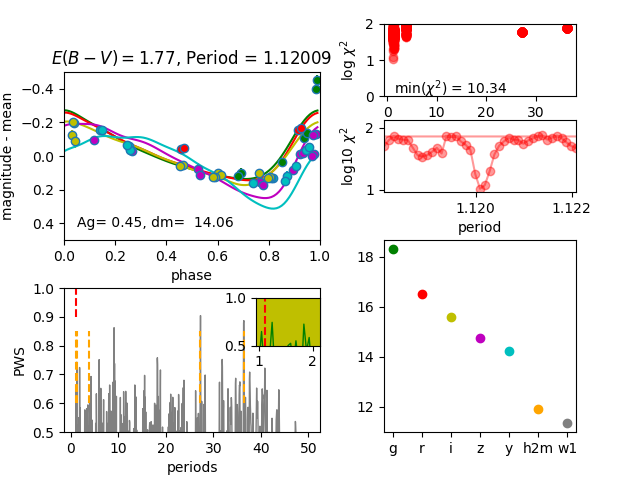 E(B − V) = 1.77, Period = 1.12009
−0.4
−0.2
0.0
0.2
0.4
magnitude - mean
Ag= 0.45, dm=  14.06
0.0 0.2 0.4 0.6 0.8 1.0
phase
2
1
0
log χ²
min(χ²) = 10.34
0 10 20 30
2
1
log10 χ²
1.120 1.122
period
1.0
0.9
0.8
0.7
0.6
0.5
PWS
1.0
0.5
1 2
0 10 20 30 40 50
periods
18
16
14
12
g r i z y h2m w1